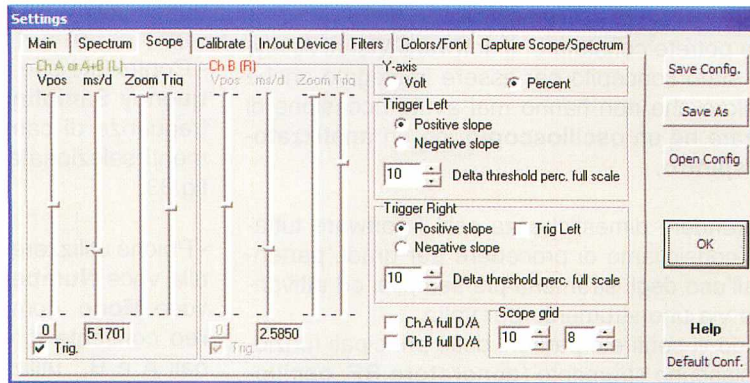 Settings
Main Spectrum Scope Calibrate In/out Device Filters Colors/Font Capture Scope/Spectrum
Ch A or A+B (L)
Vpos ms/d Zoom Trig
0 5.1701
Trig.
Ch B (R)
Vpos ms/d Zoom Trig
0 2.5850
Trig.
Y-axis
Volt Percent
Trigger Left
Positive slope
Negative slope
10 Delta threshold perc. full scale
Trigger Right
Positive slope Trig Left
Negative slope
10 Delta threshold perc. full scale
Ch.A full D/A
Ch.B full D/A
Scope grid
10 8
Save Config.
Save As
Open Config
OK
Help
Default Conf.